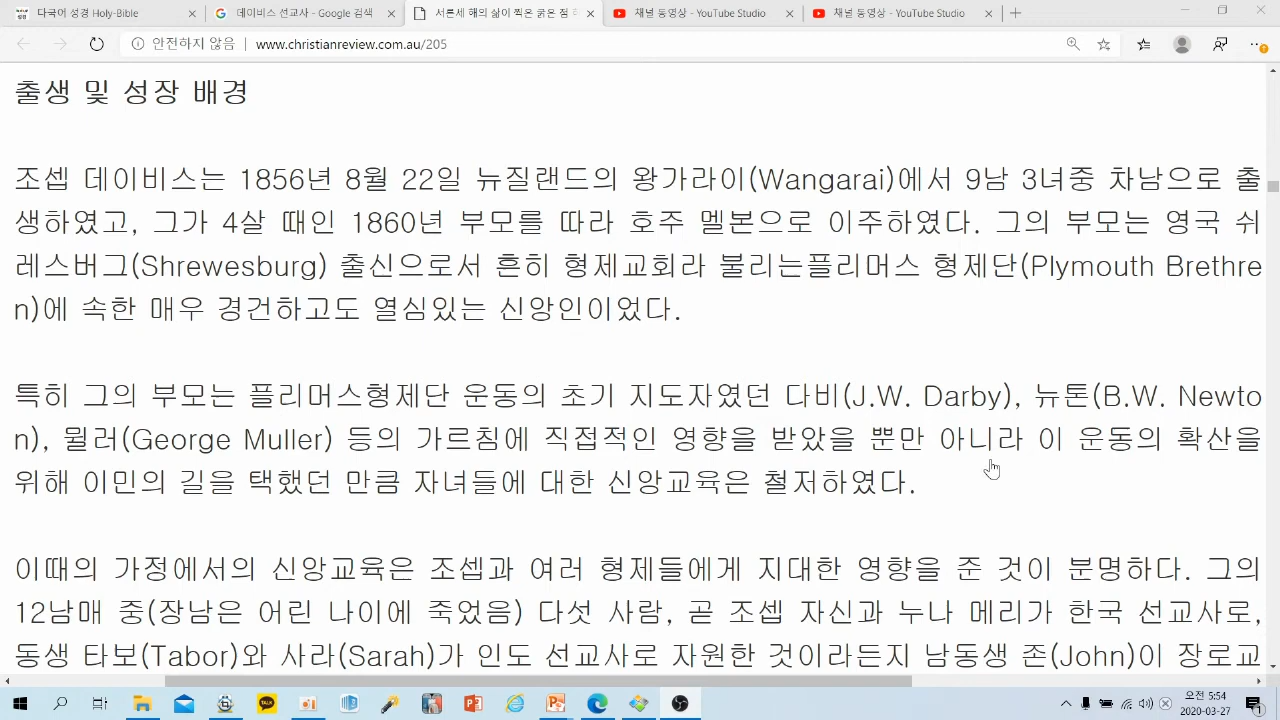 다국어 성경 Holy-Bible
데이비스 선교사 - Google 검색
서른세 해의 삶이 찍은 굵은 점
채널 동영상 - YouTube Studio
채널 동영상 - YouTube Studio
안전하지 않음 | www.christianreview.com.au/205
출생 및 성장 배경
조셉 데이비스는 1856년 8월 22일 뉴질랜드의 왕가라이(Wangarai)에서 9남 3녀중 차남으로 출
생하였고, 그가 4살 때인 1860년 부모를 따라 호주 멜본으로 이주하였다. 그의 부모는 영국 쉬
레스버그(Shrewesburg) 출신으로서 흔히 형제교회라 불리는플리머스 형제단(Plymouth Brethre
n)에 속한 매우 경건하고도 열심있는 신앙인이었다.
특히 그의 부모는 플리머스형제단 운동의 초기 지도자였던 다비(J.W. Darby), 뉴톤(B.W. Newto
n), 뮐러(George Muller) 등의 가르침에 직접적인 영향을 받았을 뿐만 아니라 이 운동의 확산을
위해 이민의 길을 택했던 만큼 자녀들에 대한 신앙교육은 철저하였다.
이때의 가정에서의 신앙교육은 조셉과 여러 형제들에게 지대한 영향을 준 것이 분명하다. 그의
12남매 중(장남은 어린 나이에 죽었음) 다섯 사람, 곧 조셉 자신과 누나 메리가 한국 선교사로,
동생 타보(Tabor)와 사라(Sarah)가 인도 선교사로 자원한 것이라든지 남동생 존(John)이 장로교
TALK
오전 5:54
2020-03-27
1